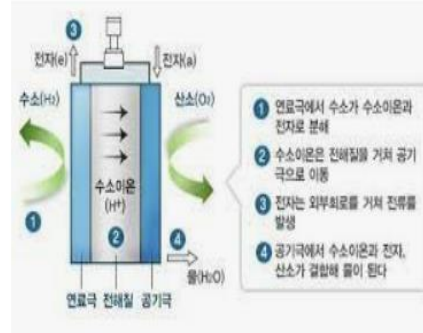 3
전자(e)
전자(a)
수소(H₂)
산소(O₂)
수소이온
(H⁺)
1
2
4
물(H₂O)
연료극 전해질 공기극
1 연료극에서 수소가 수소이온과
전자로 분해
2 수소이온은 전해질을 거쳐 공기
극으로 이동
3 전자는 외부회로를 거쳐 전류를
발생
4 공기극에서 수소이온과 전자,
산소가 결합해 물이 된다